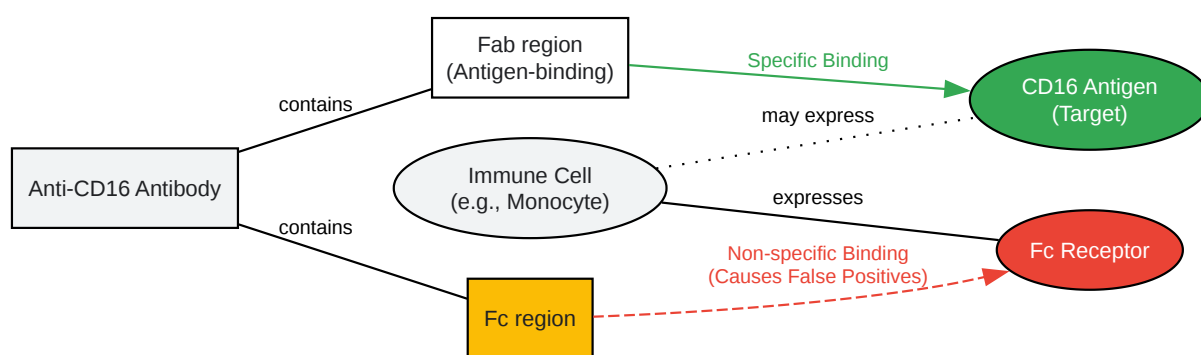 Fab region
(Antigen-binding)
Specific Binding
CD16 Antigen
(Target)
contains
may express
Anti-CD16 Antibody
Immune Cell
(e.g., Monocyte)
expresses
contains
Non-specific Binding
(Causes False Positives)
Fc Receptor
Fc region